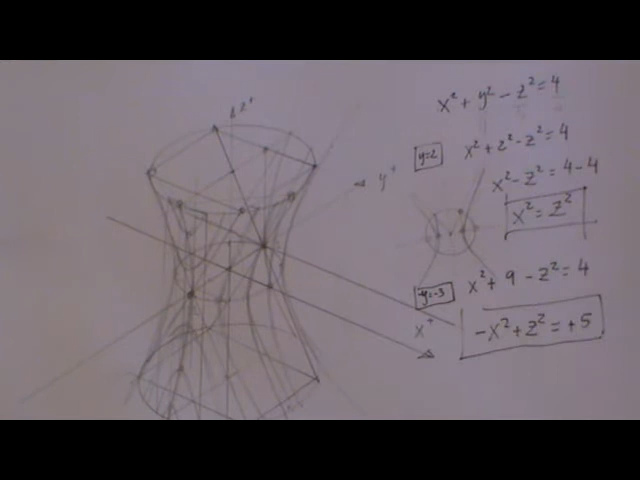 z+
y+
x+
x² + y² - z² = 4
y=2
x² + 2² - z² = 4
x² - z² = 4 - 4
x² = z²
y=-3
x² + 9 - z² = 4
-x² + z² = +5